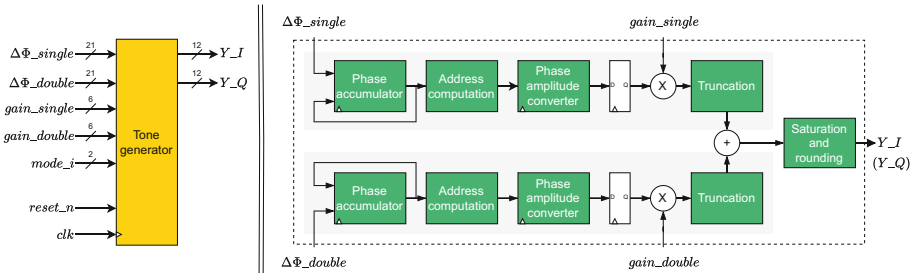 ΔΦ_single
21
ΔΦ_double
21
gain_single
6
gain_double
6
mode_i
2
reset_n
clk
Tone
generator
12
Y_I
12
Y_Q
ΔΦ_single
gain_single
Phase
accumulator
Address
computation
Phase
amplitude
converter
D Q
X
Truncation
+
Saturation
and
rounding
Y_I
(Y_Q)
Phase
accumulator
Address
computation
Phase
amplitude
converter
D Q
X
Truncation
ΔΦ_double
gain_double